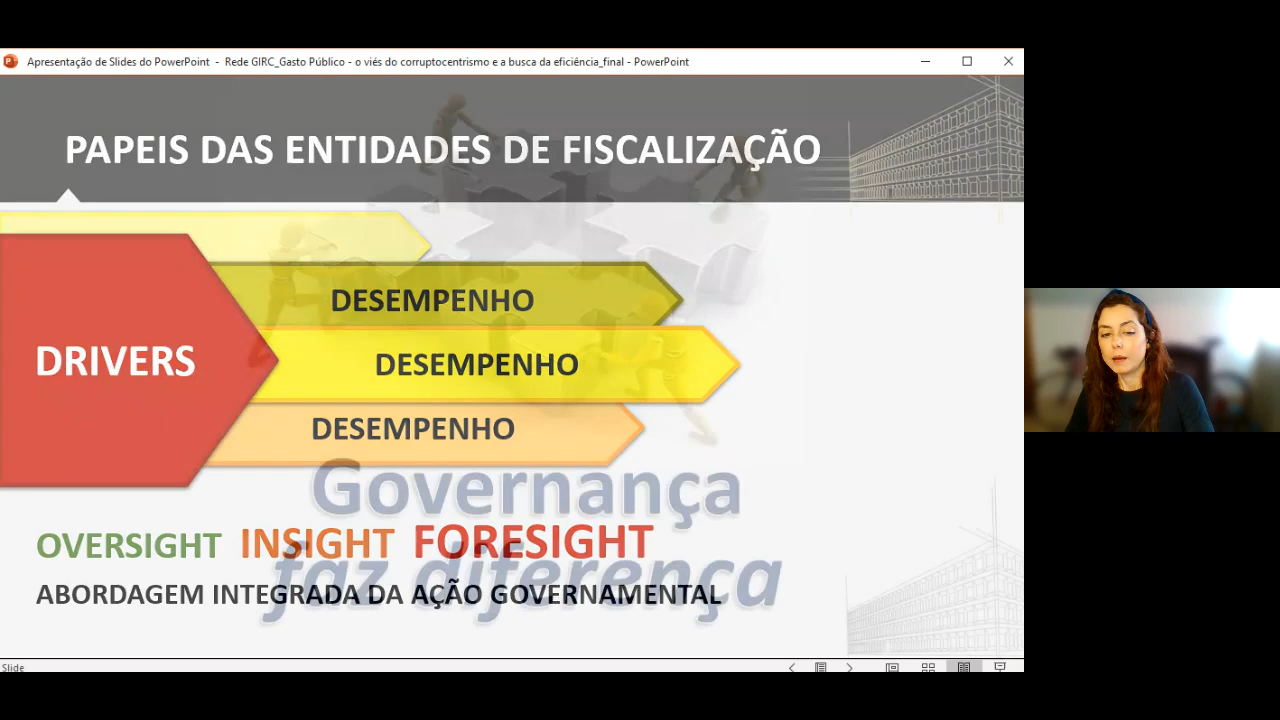 Apresentação de Slides do PowerPoint - Rede GIRC_Gasto Público - o viés do corruptocentrismo e a busca da eficiência_final - PowerPoint
PAPEIS DAS ENTIDADES DE FISCALIZAÇÃO
DESEMPENHO
DRIVERS
DESEMPENHO
DESEMPENHO
Governança
OVERSIGHT INSIGHT FORESIGHT
faz diferença
ABORDAGEM INTEGRADA DA AÇÃO GOVERNAMENTAL
Slide